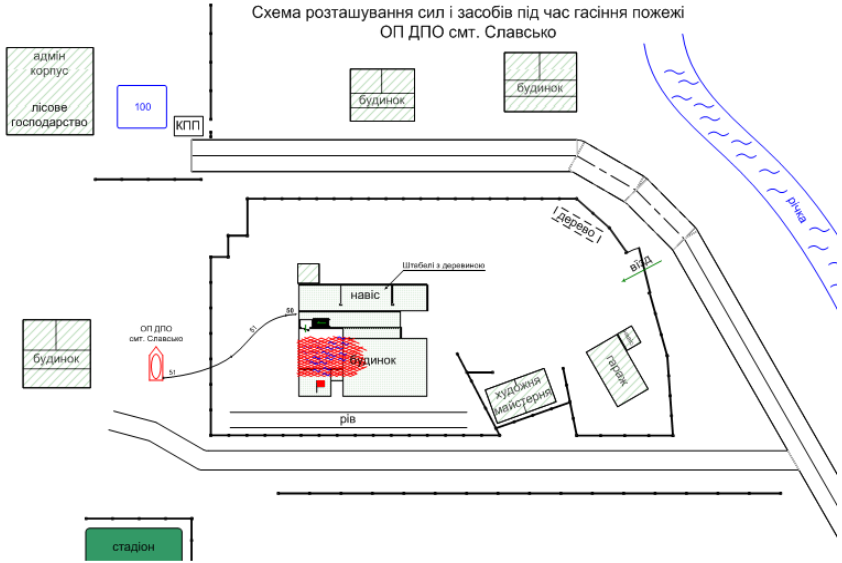 Схема розташування сил і засобів під час гасіння пожежі
ОП ДПО смт. Славсько
адмін
корпус
лісове
господарство
100
КПП
будинок
будинок
річка
дерево
в'їзд
Штабелі з деревиною
навіс
50
51
ОП ДПО
смт. Славсько
51
будинок
будинок
гараж
художня
майстерня
рів
стадіон